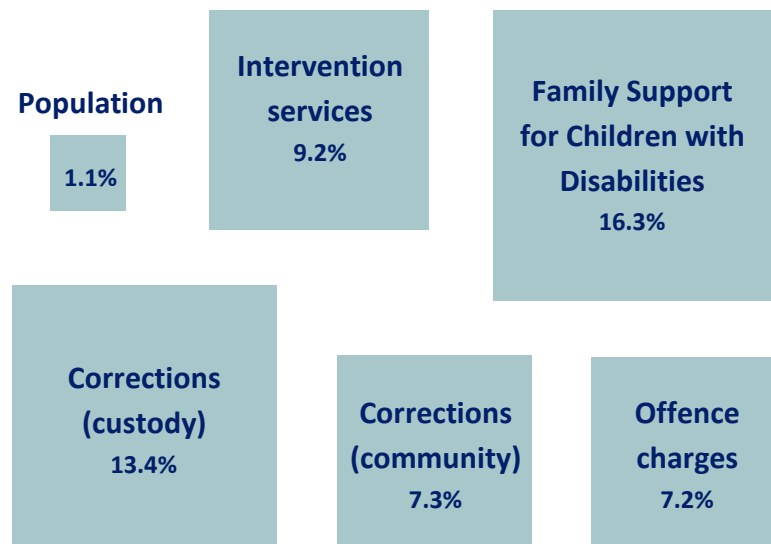 Population
1.1%
Intervention
services
9.2%
Family Support
for Children with
Disabilities
16.3%
Corrections
(custody)
13.4%
Corrections
(community)
7.3%
Offence
charges
7.2%